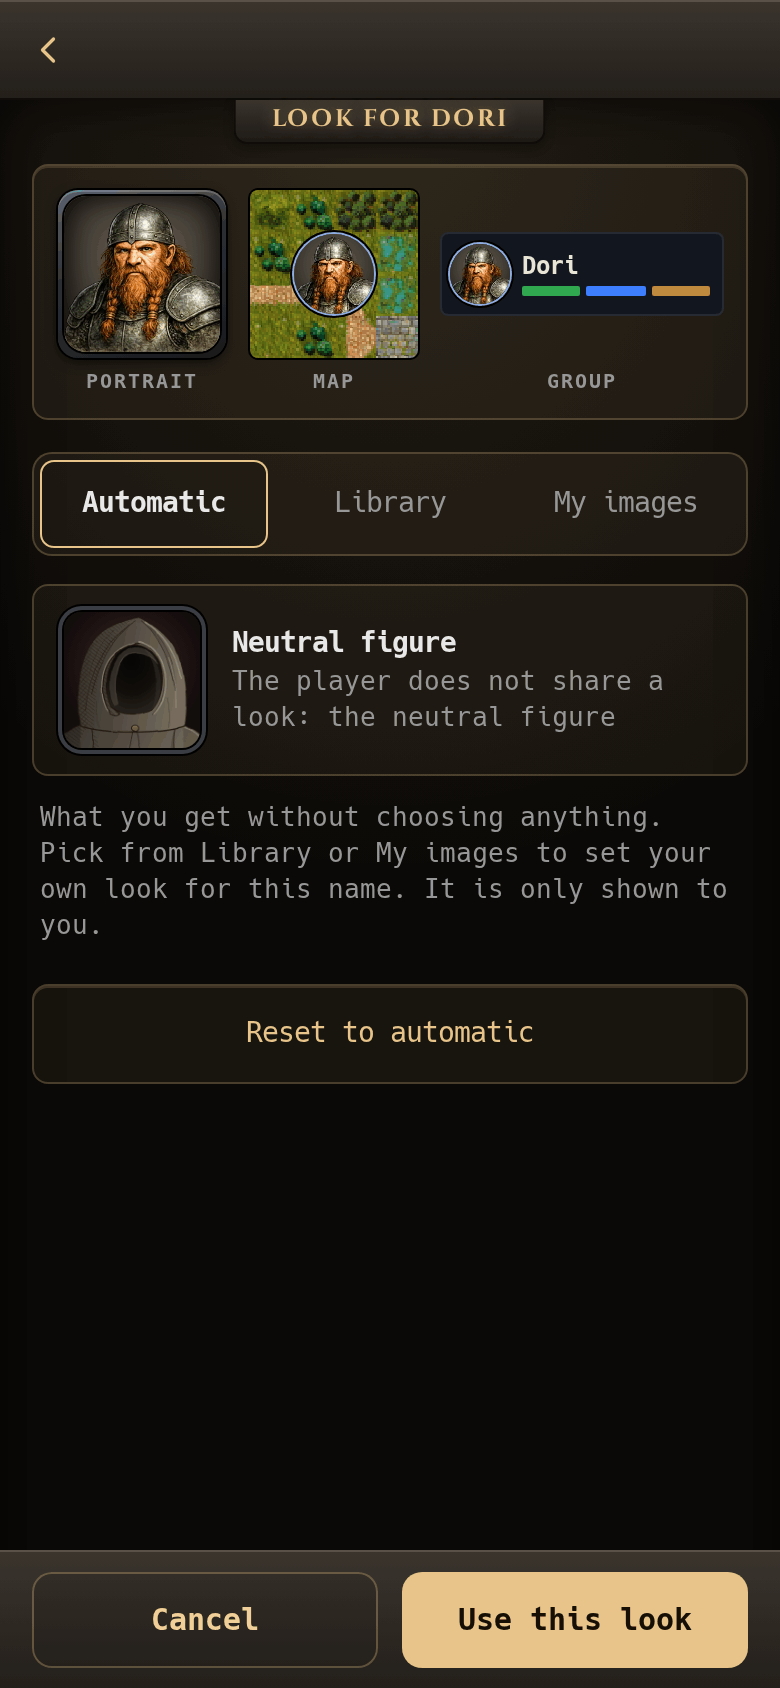 LOOK FOR DORI
Dori
PORTRAIT
MAP
GROUP
Automatic
Library
My images
Neutral figure
The player does not share a
look: the neutral figure
What you get without choosing anything.
Pick from Library or My images to set your
own look for this name. It is only shown to
you.
Reset to automatic
Cancel
Use this look